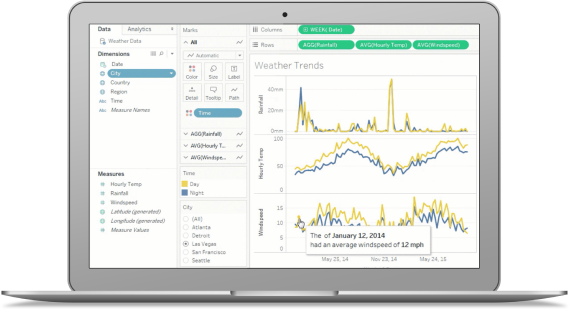 Data
Analytics
Weather Data
Dimensions
Date
City
Country
Region
Abc Time
Abc Measure Names
Measures
Hourly Temp
Rainfall
Windspeed
Latitude (generated)
Longitude (generated)
Measure Values
Marks
All
Automatic
Color Size Label
Detail Tooltip Path
Time
AGG(Rainfall)
AVG(Hourly T...
AVG(Windspe...
Time
Day
Night
City
(All)
Atlanta
Detroit
Las Vegas
San Francisco
Seattle
Columns
WEEK( Date)
Rows
AGG(Rainfall) AVG(Hourly Temp) AVG(Windspeed)
Weather Trends
Rainfall
40mm
20mm
0mm
Hourly Temp
100
50
0
Windspeed
15
10
5
0
The of January 12, 2014
had an average windspeed of 12 mph
May 25, 14 Nov 23, 14 May 24, 15